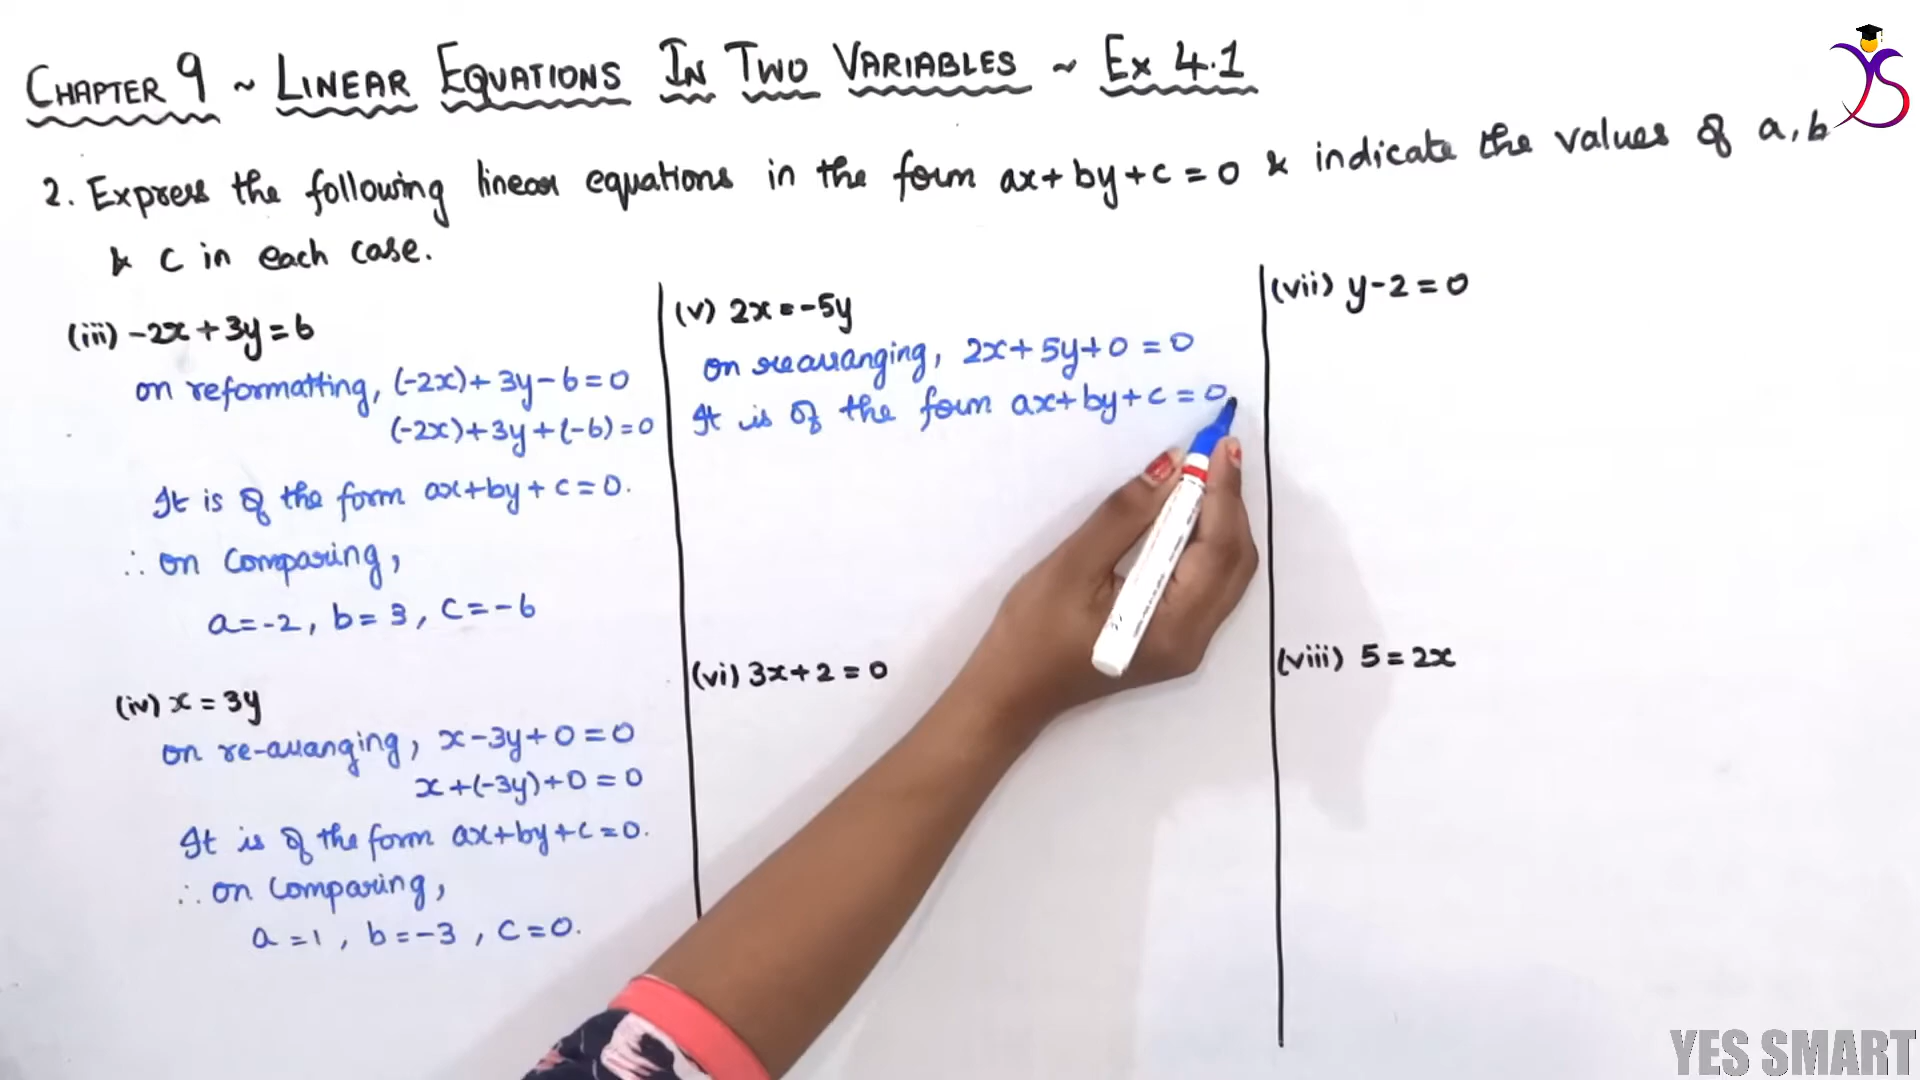 CHAPTER 9 ~ LINEAR EQUATIONS IN TWO VARIABLES ~ EX 4.1
2. Express the following linear equations in the form ax+by+c=0 & indicate the values of a, b
& c in each case.
(iii) -2x+3y=6
on reformatting, (-2x)+3y-6=0
(-2x)+3y+(-6)=0
It is of the form ax+by+c=0.
∴ on comparing,
a=-2, b=3, c=-6
(iv) x=3y
on re-arranging, x-3y+0=0
x+(-3y)+0=0
It is of the form ax+by+c=0.
∴ on comparing,
a=1, b=-3, c=0.
(v) 2x=-5y
on rearranging, 2x+5y+0=0
It is of the form ax+by+c=0
(vi) 3x+2=0
(vii) y-2=0
(viii) 5=2x
YS
YES SMART